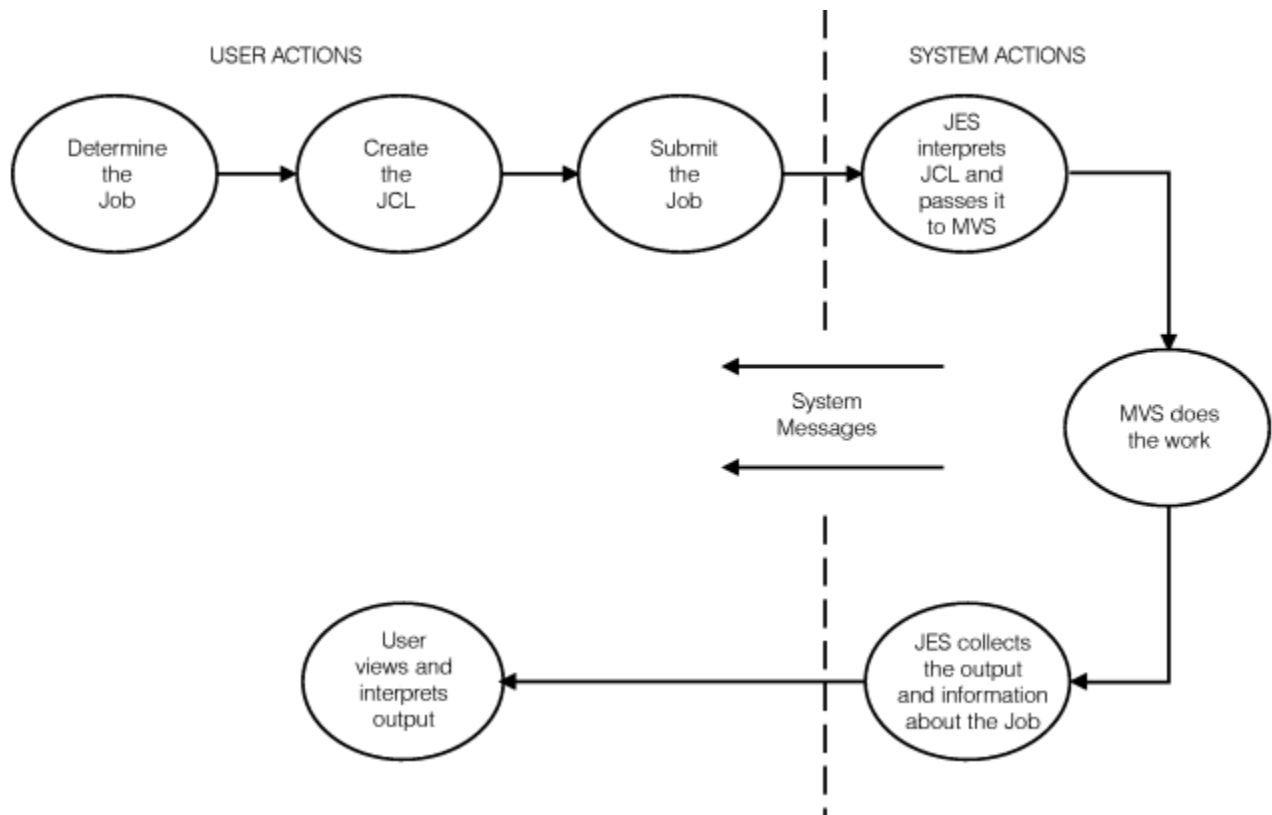 USER ACTIONS
SYSTEM ACTIONS
Determine
the
Job
Create
the
JCL
Submit
the
Job
JES
interprets
JCL and
passes it
to MVS
MVS does
the work
System
Messages
JES collects
the output
and information
about the Job
User
views and
interprets
output